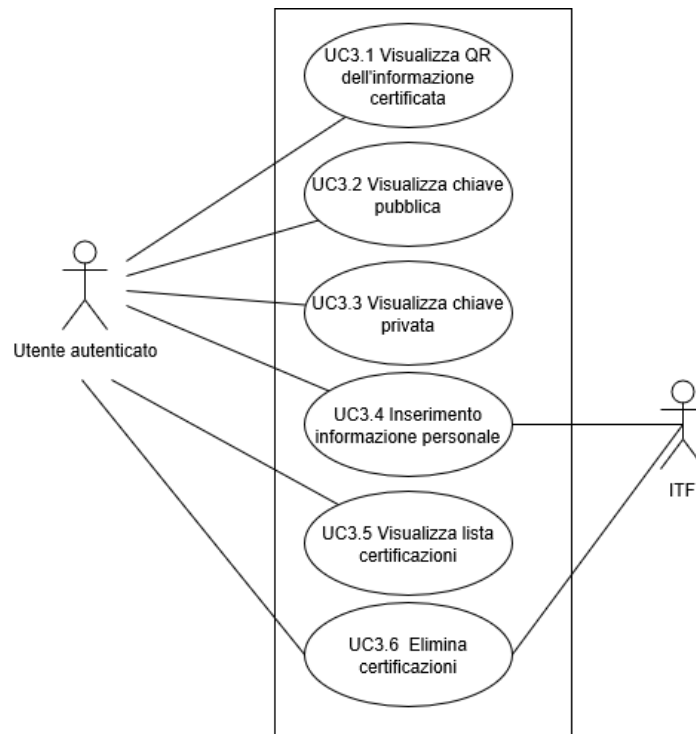 UC3.1 Visualizza QR
dell'informazione
certificata
UC3.2 Visualizza chiave
pubblica
UC3.3 Visualizza chiave
privata
Utente autenticato
UC3.4 Inserimento
informazione personale
ITF
UC3.5 Visualizza lista
certificazioni
UC3.6 Elimina
certificazioni